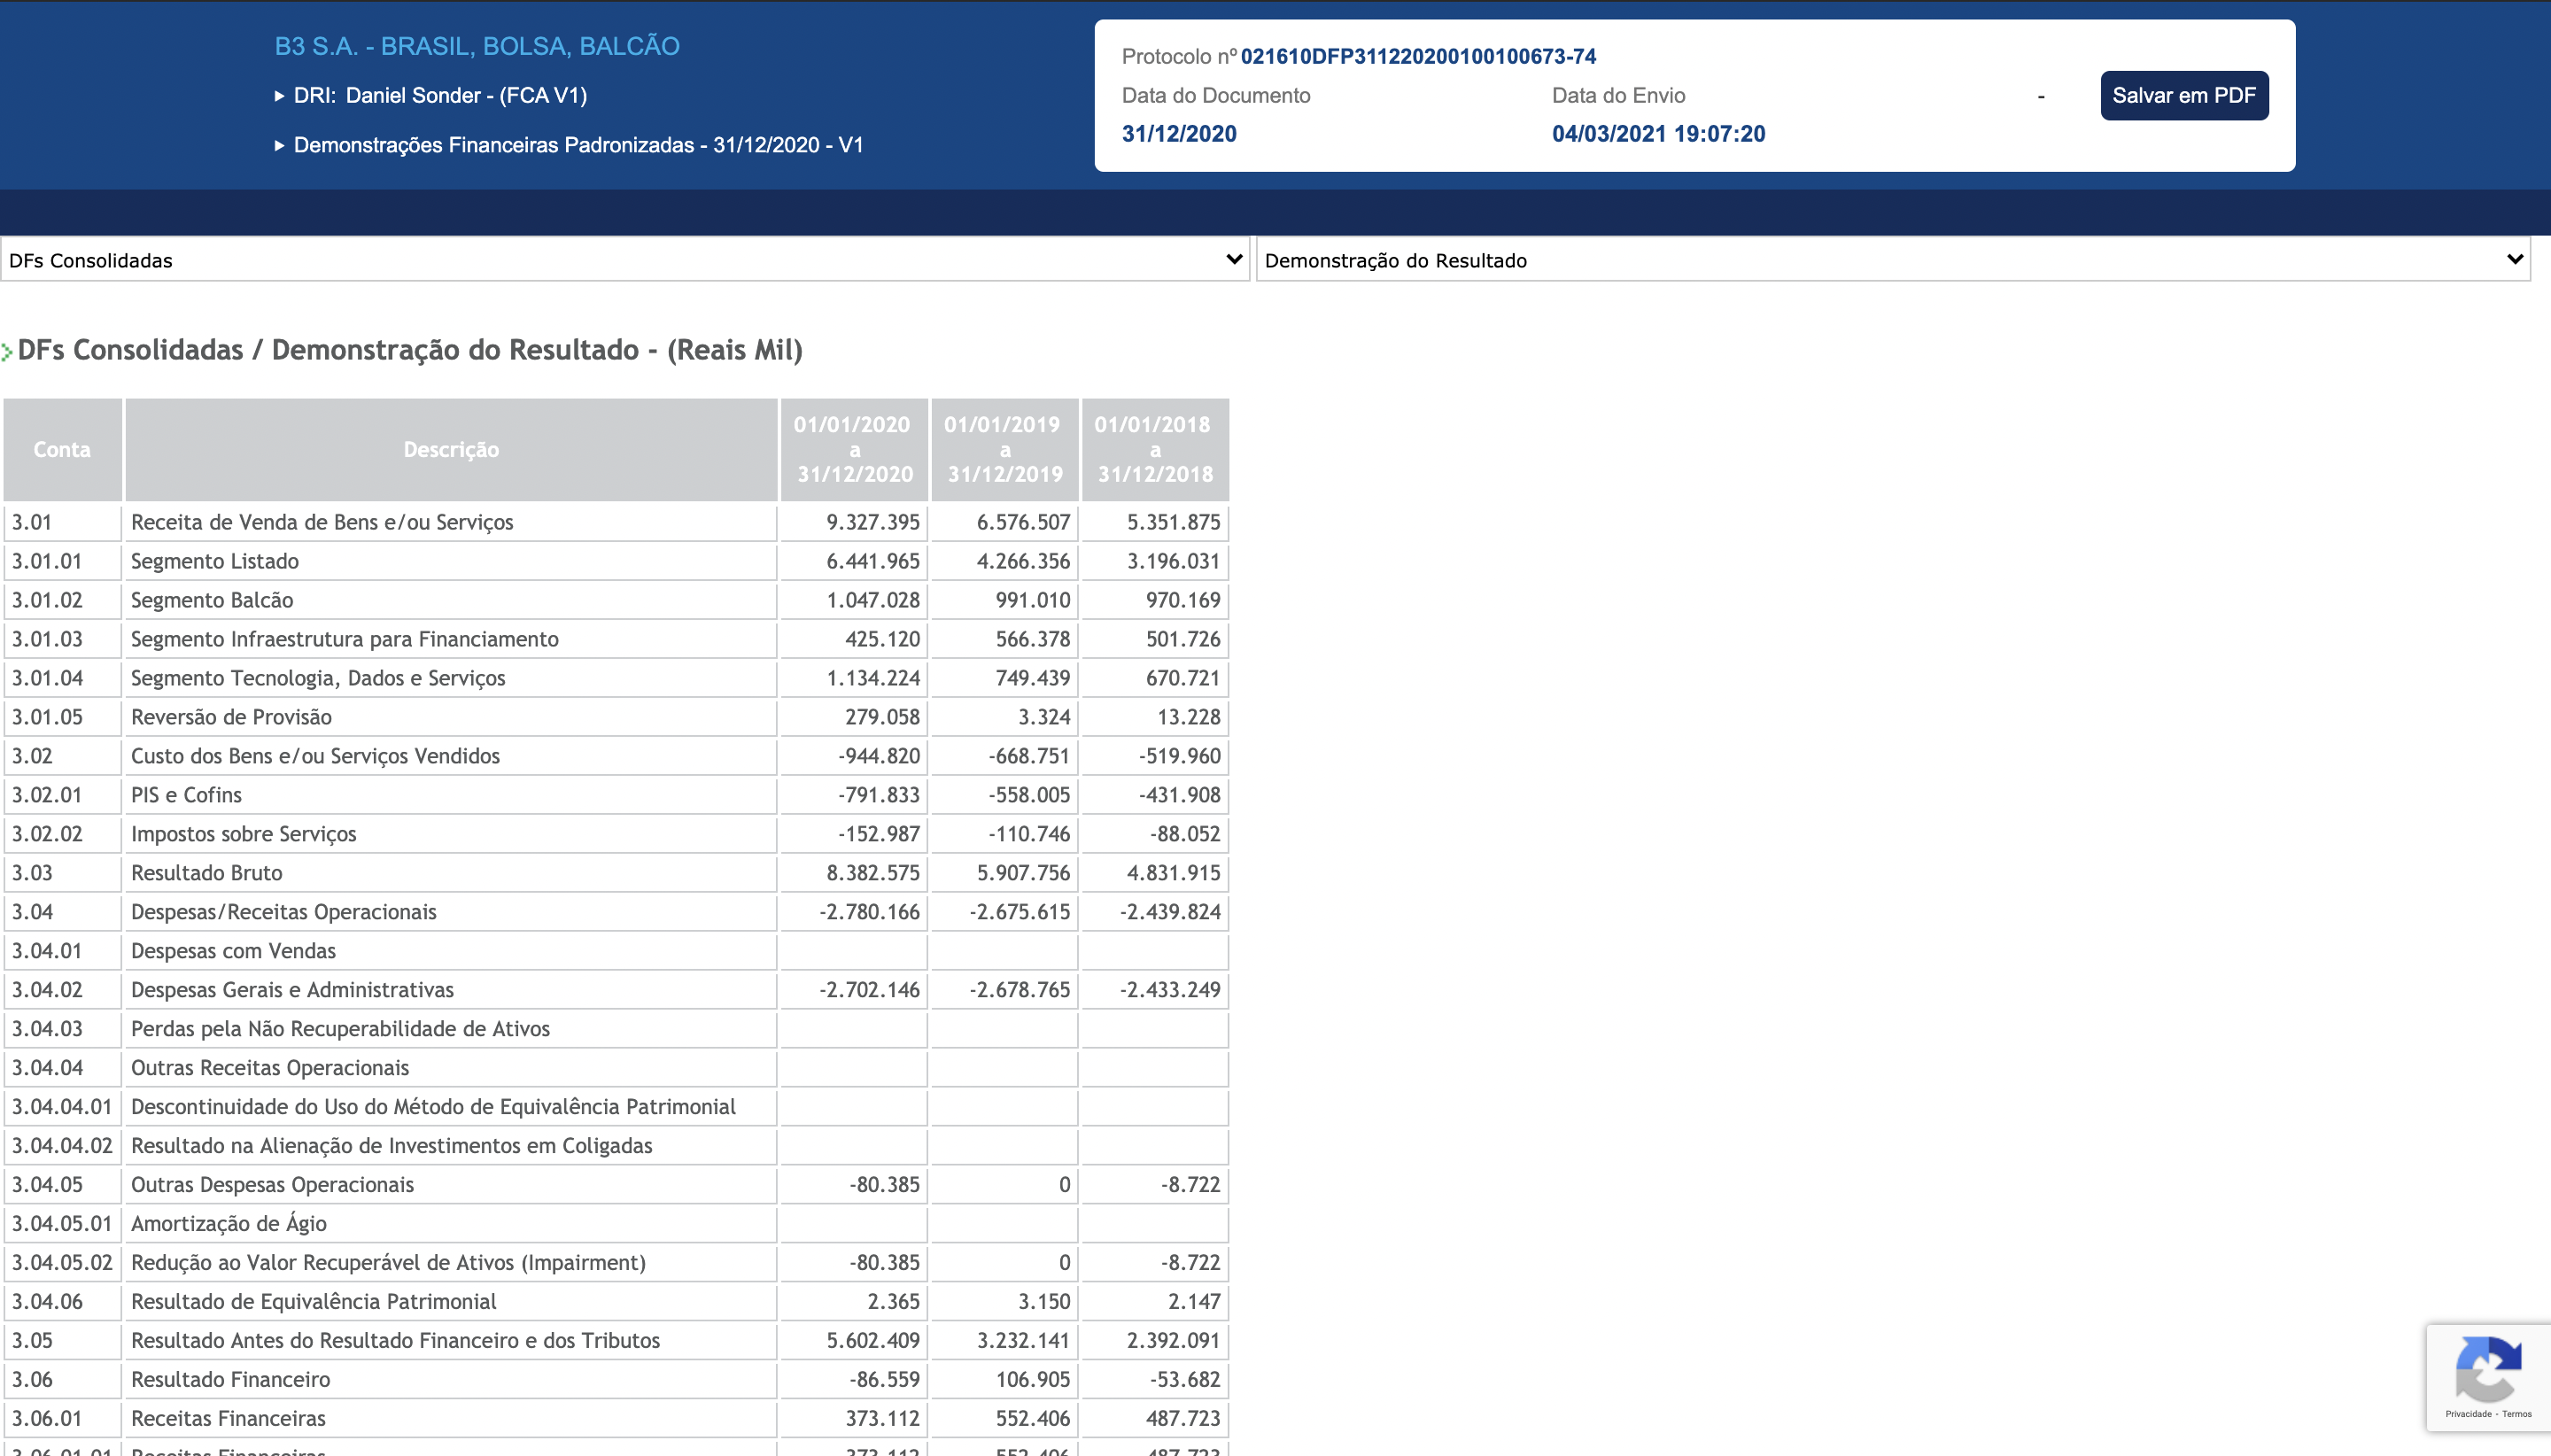 B3 S.A. - BRASIL, BOLSA, BALCÃO
DRI: Daniel Sonder - (FCA V1)
Demonstrações Financeiras Padronizadas - 31/12/2020 - V1
Protocolo nº 021610DFP311220200100100673-74
Data do Documento Data do Envio - Salvar em PDF
31/12/2020 04/03/2021 19:07:20
DFs Consolidadas Demonstração do Resultado
DFs Consolidadas / Demonstração do Resultado - (Reais Mil)
Conta Descrição 01/01/2020 a 31/12/2020 01/01/2019 a 31/12/2019 01/01/2018 a 31/12/2018
3.01 Receita de Venda de Bens e/ou Serviços 9.327.395 6.576.507 5.351.875
3.01.01 Segmento Listado 6.441.965 4.266.356 3.196.031
3.01.02 Segmento Balcão 1.047.028 991.010 970.169
3.01.03 Segmento Infraestrutura para Financiamento 425.120 566.378 501.726
3.01.04 Segmento Tecnologia, Dados e Serviços 1.134.224 749.439 670.721
3.01.05 Reversão de Provisão 279.058 3.324 13.228
3.02 Custo dos Bens e/ou Serviços Vendidos -944.820 -668.751 -519.960
3.02.01 PIS e Cofins -791.833 -558.005 -431.908
3.02.02 Impostos sobre Serviços -152.987 -110.746 -88.052
3.03 Resultado Bruto 8.382.575 5.907.756 4.831.915
3.04 Despesas/Receitas Operacionais -2.780.166 -2.675.615 -2.439.824
3.04.01 Despesas com Vendas
3.04.02 Despesas Gerais e Administrativas -2.702.146 -2.678.765 -2.433.249
3.04.03 Perdas pela Não Recuperabilidade de Ativos
3.04.04 Outras Receitas Operacionais
3.04.04.01 Descontinuidade do Uso do Método de Equivalência Patrimonial
3.04.04.02 Resultado na Alienação de Investimentos em Coligadas
3.04.05 Outras Despesas Operacionais -80.385 0 -8.722
3.04.05.01 Amortização de Ágio
3.04.05.02 Redução ao Valor Recuperável de Ativos (Impairment) -80.385 0 -8.722
3.04.06 Resultado de Equivalência Patrimonial 2.365 3.150 2.147
3.05 Resultado Antes do Resultado Financeiro e dos Tributos 5.602.409 3.232.141 2.392.091
3.06 Resultado Financeiro -86.559 106.905 -53.682
3.06.01 Receitas Financeiras 373.112 552.406 487.723
3.06.01.01 Receitas Financeiras 373.112 552.406 487.723
Privacidade - Termos